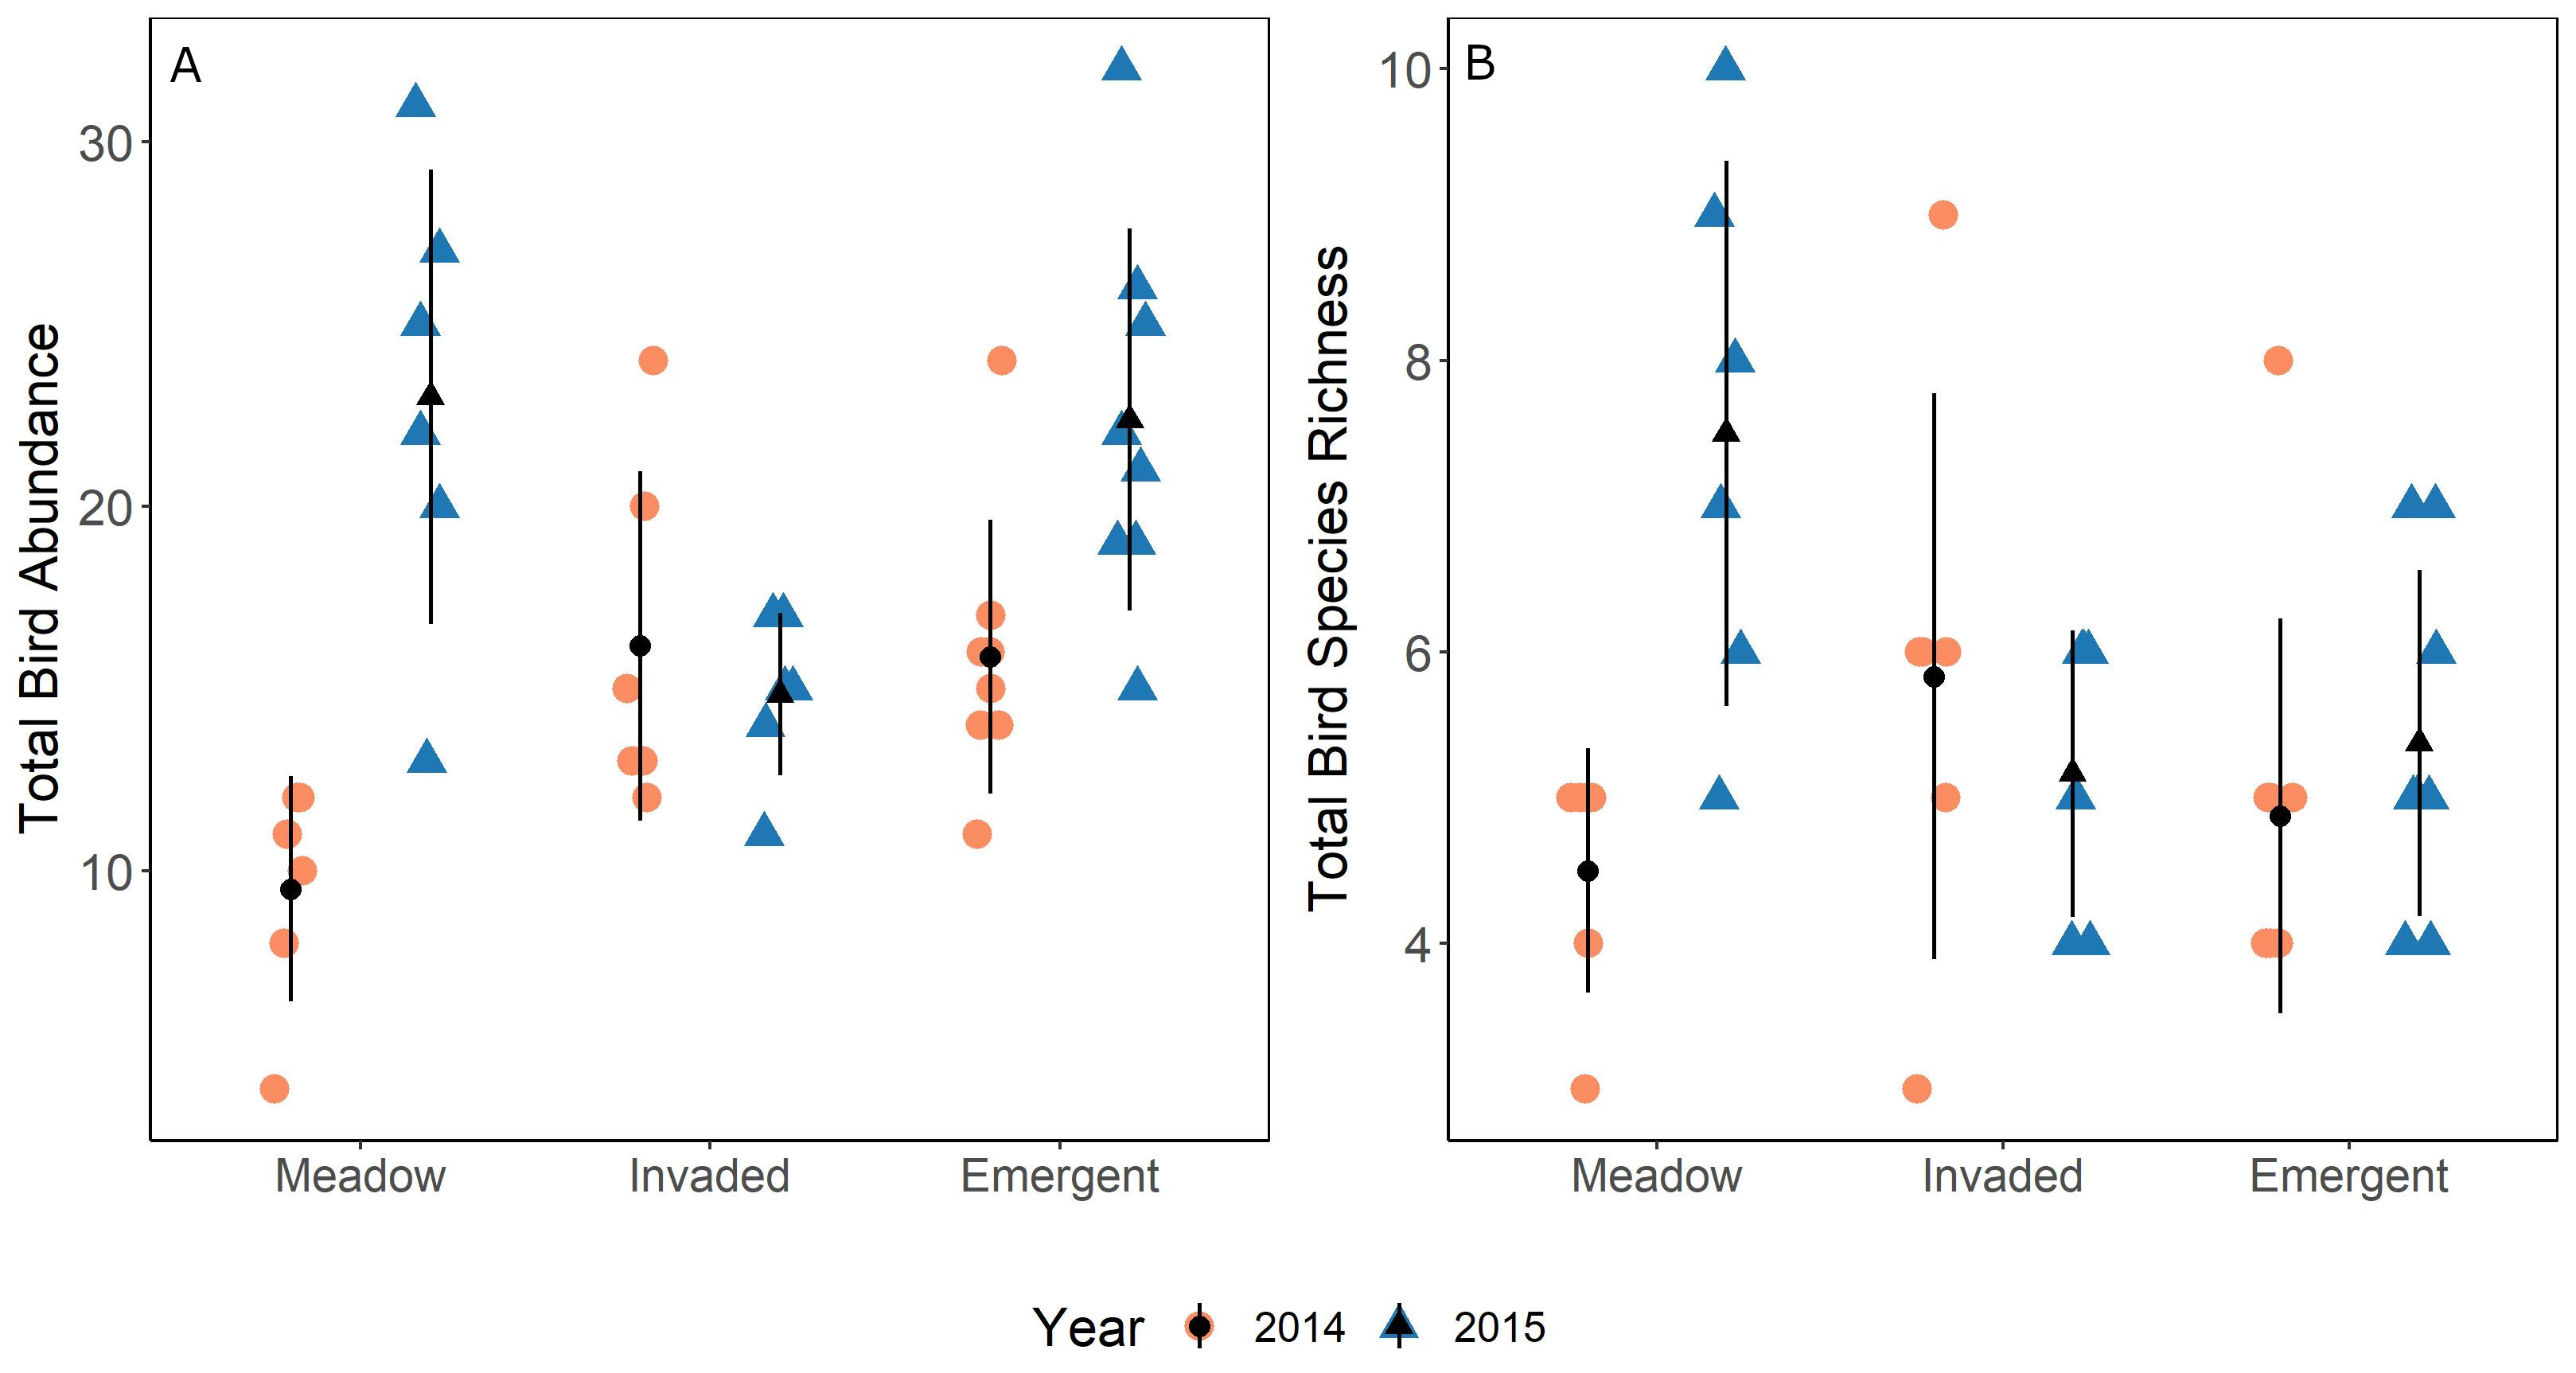 A
Total Bird Abundance
30
20
10
Meadow Invaded Emergent
B
Total Bird Species Richness
10
8
6
4
Meadow Invaded Emergent
Year 2014 2015